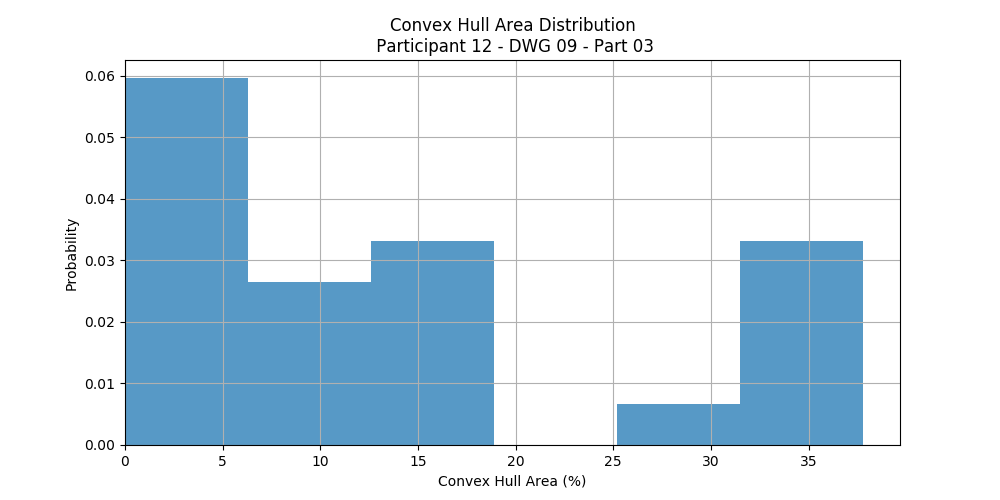 Convex Hull Area Distribution
Participant 12 - DWG 09 - Part 03
Probability
0.06
0.05
0.04
0.03
0.02
0.01
0.00
0 5 10 15 20 25 30 35
Convex Hull Area (%)